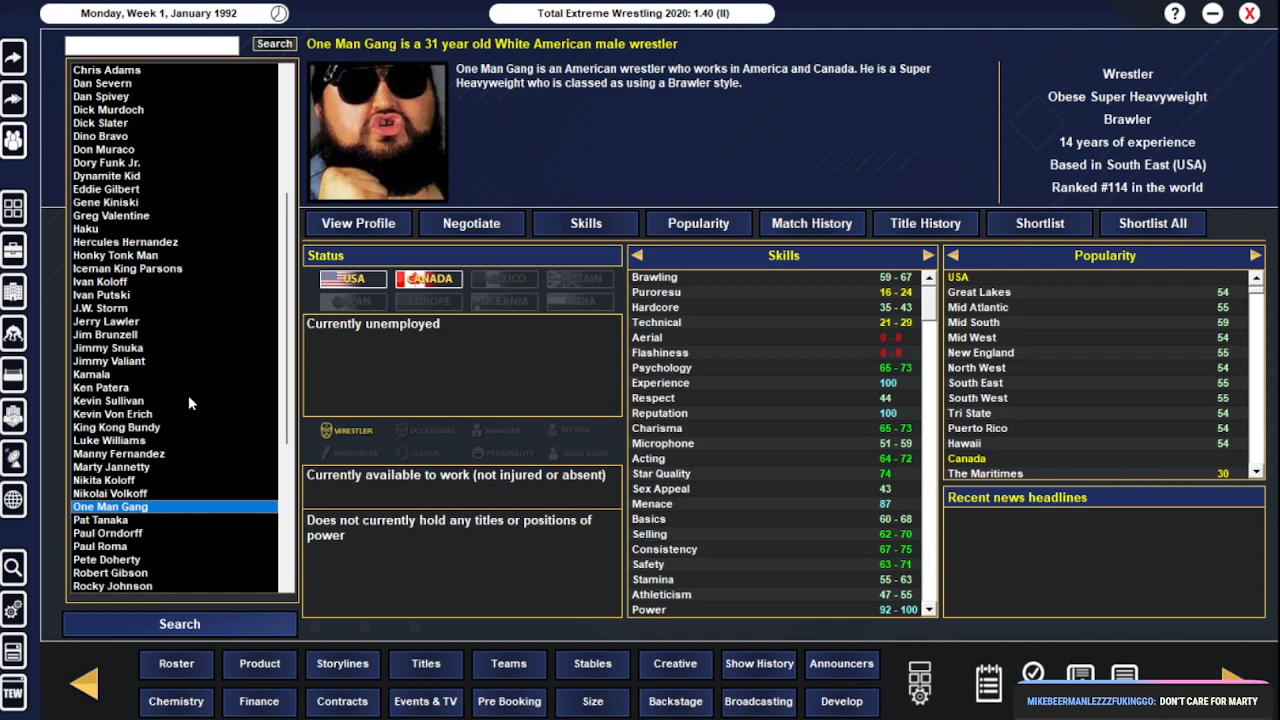 Monday, Week 1, January 1992
Total Extreme Wrestling 2020: 1.40 (II)
?
X
Search
One Man Gang is a 31 year old White American male wrestler
One Man Gang is an American wrestler who works in America and Canada. He is a Super
Heavyweight who is classed as using a Brawler style.
Wrestler
Obese Super Heavyweight
Brawler
14 years of experience
Based in South East (USA)
Ranked #114 in the world
Chris Adams
Dan Severn
Dan Spivey
Dick Murdoch
Dick Slater
Dino Bravo
Don Muraco
Dory Funk Jr.
Dynamite Kid
Eddie Gilbert
Gene Kiniski
Greg Valentine
Haku
Hercules Hernandez
Honky Tonk Man
Iceman King Parsons
Ivan Koloff
Ivan Putski
J.W. Storm
Jerry Lawler
Jim Brunzell
Jimmy Snuka
Jimmy Valiant
Kamala
Ken Patera
Kevin Sullivan
Kevin Von Erich
King Kong Bundy
Luke Williams
Manny Fernandez
Marty Jannetty
Nikita Koloff
Nikolai Volkoff
One Man Gang
Pat Tanaka
Paul Orndorff
Paul Roma
Pete Doherty
Robert Gibson
Rocky Johnson
Search
View Profile
Negotiate
Skills
Popularity
Match History
Title History
Shortlist
Shortlist All
Status
USA
CANADA
MEXICO
BRITAIN
JAPAN
EUROPE
OCEANIA
INDIA
Currently unemployed
WRESTLER
OCCASIONAL
MANAGER
REFEREE
ANNOUNCER
COLOUR
PERSONALITY
ROAD AGENT
Currently available to work (not injured or absent)
Does not currently hold any titles or positions of
power
Skills
Brawling 59 - 67
Puroresu 16 - 24
Hardcore 35 - 43
Technical 21 - 29
Aerial 0 - 8
Flashiness 0 - 8
Psychology 65 - 73
Experience 100
Respect 44
Reputation 100
Charisma 65 - 73
Microphone 51 - 59
Acting 64 - 72
Star Quality 74
Sex Appeal 43
Menace 87
Basics 60 - 68
Selling 62 - 70
Consistency 67 - 75
Safety 63 - 71
Stamina 55 - 63
Athleticism 47 - 55
Power 92 - 100
Popularity
USA
Great Lakes 54
Mid Atlantic 55
Mid South 59
Mid West 54
New England 55
North West 54
South East 55
South West 55
Tri State 54
Puerto Rico 54
Hawaii 54
Canada
The Maritimes 30
Recent news headlines
Roster
Product
Storylines
Titles
Teams
Stables
Creative
Show History
Announcers
Chemistry
Finance
Contracts
Events & TV
Pre Booking
Size
Backstage
Broadcasting
Develop
TEW
MIKEBEERMANLEZZZFUKINGGO: DON'T CARE FOR MARTY